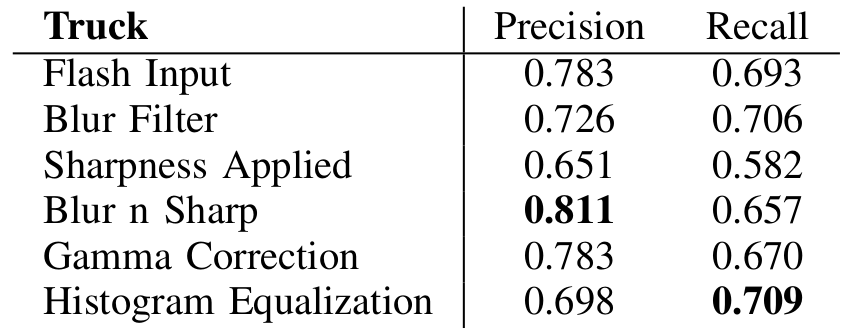 Truck Precision Recall
Flash Input 0.783 0.693
Blur Filter 0.726 0.706
Sharpness Applied 0.651 0.582
Blur n Sharp 0.811 0.657
Gamma Correction 0.783 0.670
Histogram Equalization 0.698 0.709